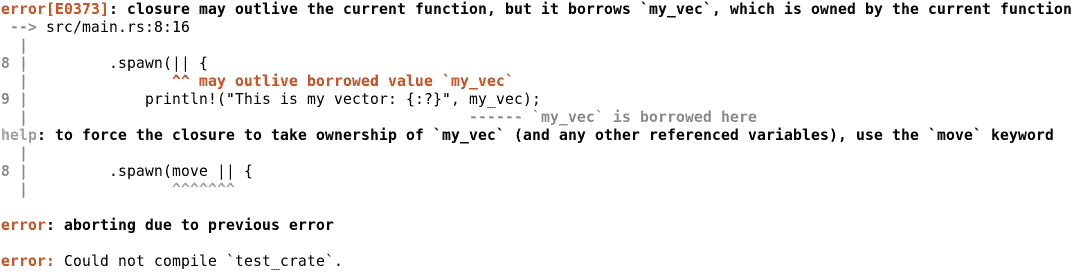 error[E0373]: closure may outlive the current function, but it borrows `my_vec`, which is owned by the current function
 --> src/main.rs:8:16
  |
8 |         .spawn(|| {
  |                ^^ may outlive borrowed value `my_vec`
9 |             println!("This is my vector: {:?}", my_vec);
  |                                                 ------ `my_vec` is borrowed here
help: to force the closure to take ownership of `my_vec` (and any other referenced variables), use the `move` keyword
  |
8 |         .spawn(move || {
  |                ^^^^^^^

error: aborting due to previous error

error: Could not compile `test_crate`.